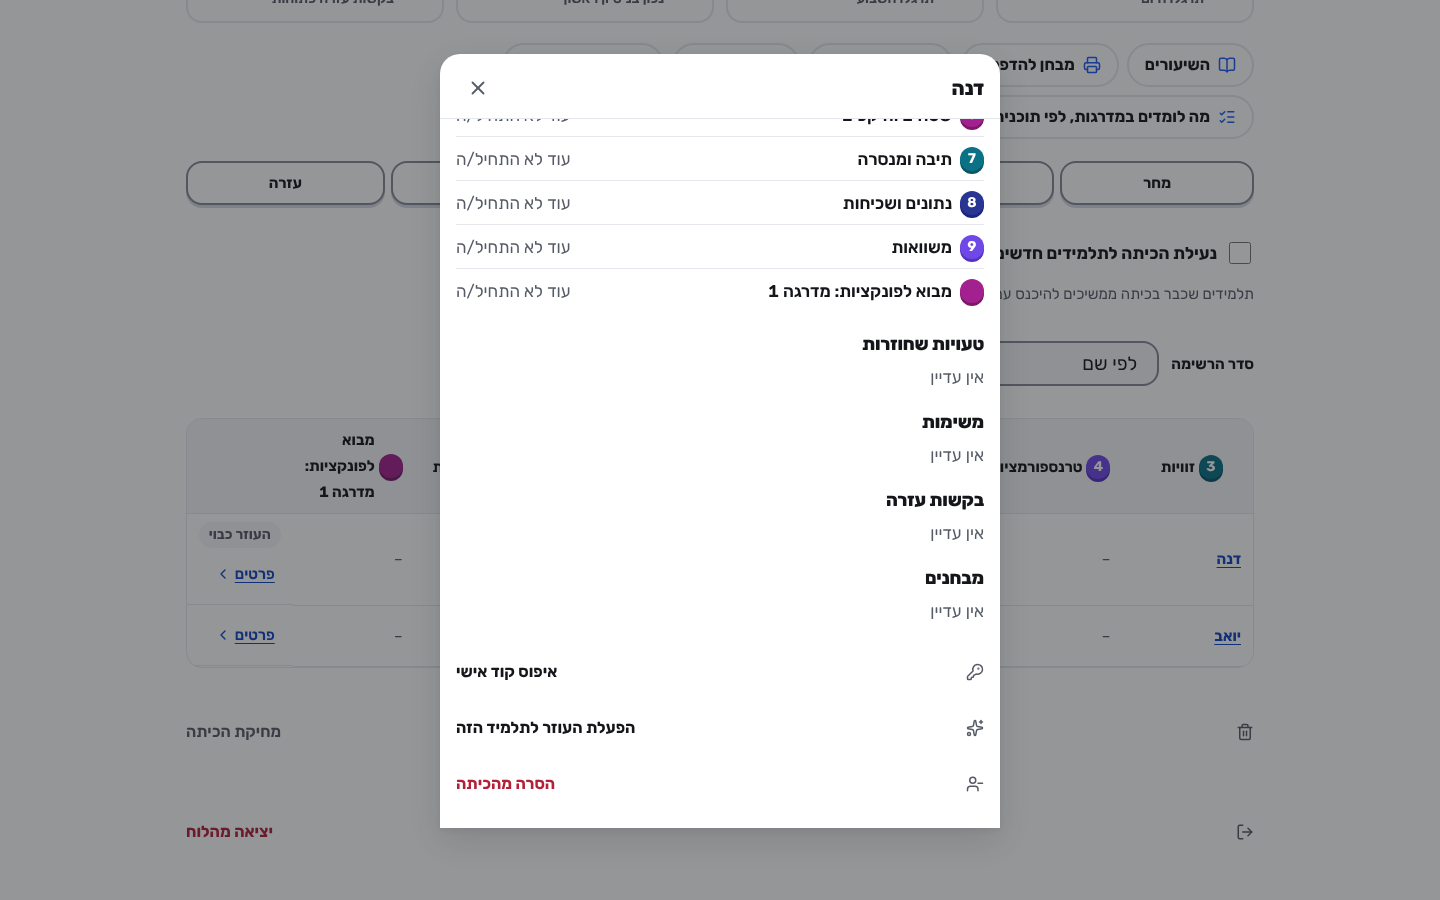 דנה
7 תיבה ומנסרה עוד לא התחיל/ה
8 נתונים ושכיחות עוד לא התחיל/ה
9 משוואות עוד לא התחיל/ה
מבוא לפונקציות: מדרגה 1 עוד לא התחיל/ה
טעויות שחוזרות
אין עדיין
משימות
אין עדיין
בקשות עזרה
אין עדיין
מבחנים
אין עדיין
איפוס קוד אישי
הפעלת העוזר לתלמיד הזה
הסרה מהכיתה
השיעורים
מבחן
מה לומדים במדרגות, לפי
מחר
עזרה
נעילת הכיתה לתלמידים
תלמידים שכבר בכיתה ממשיכים להיכנס
סדר הרשימה
לפי שם
3 זוויות
4
מבוא
לפונקציות:
מדרגה 1
דנה
–
–
העוזר כבוי
פרטים
יואב
–
–
פרטים
מחיקת הכיתה
יציאה מהלוח